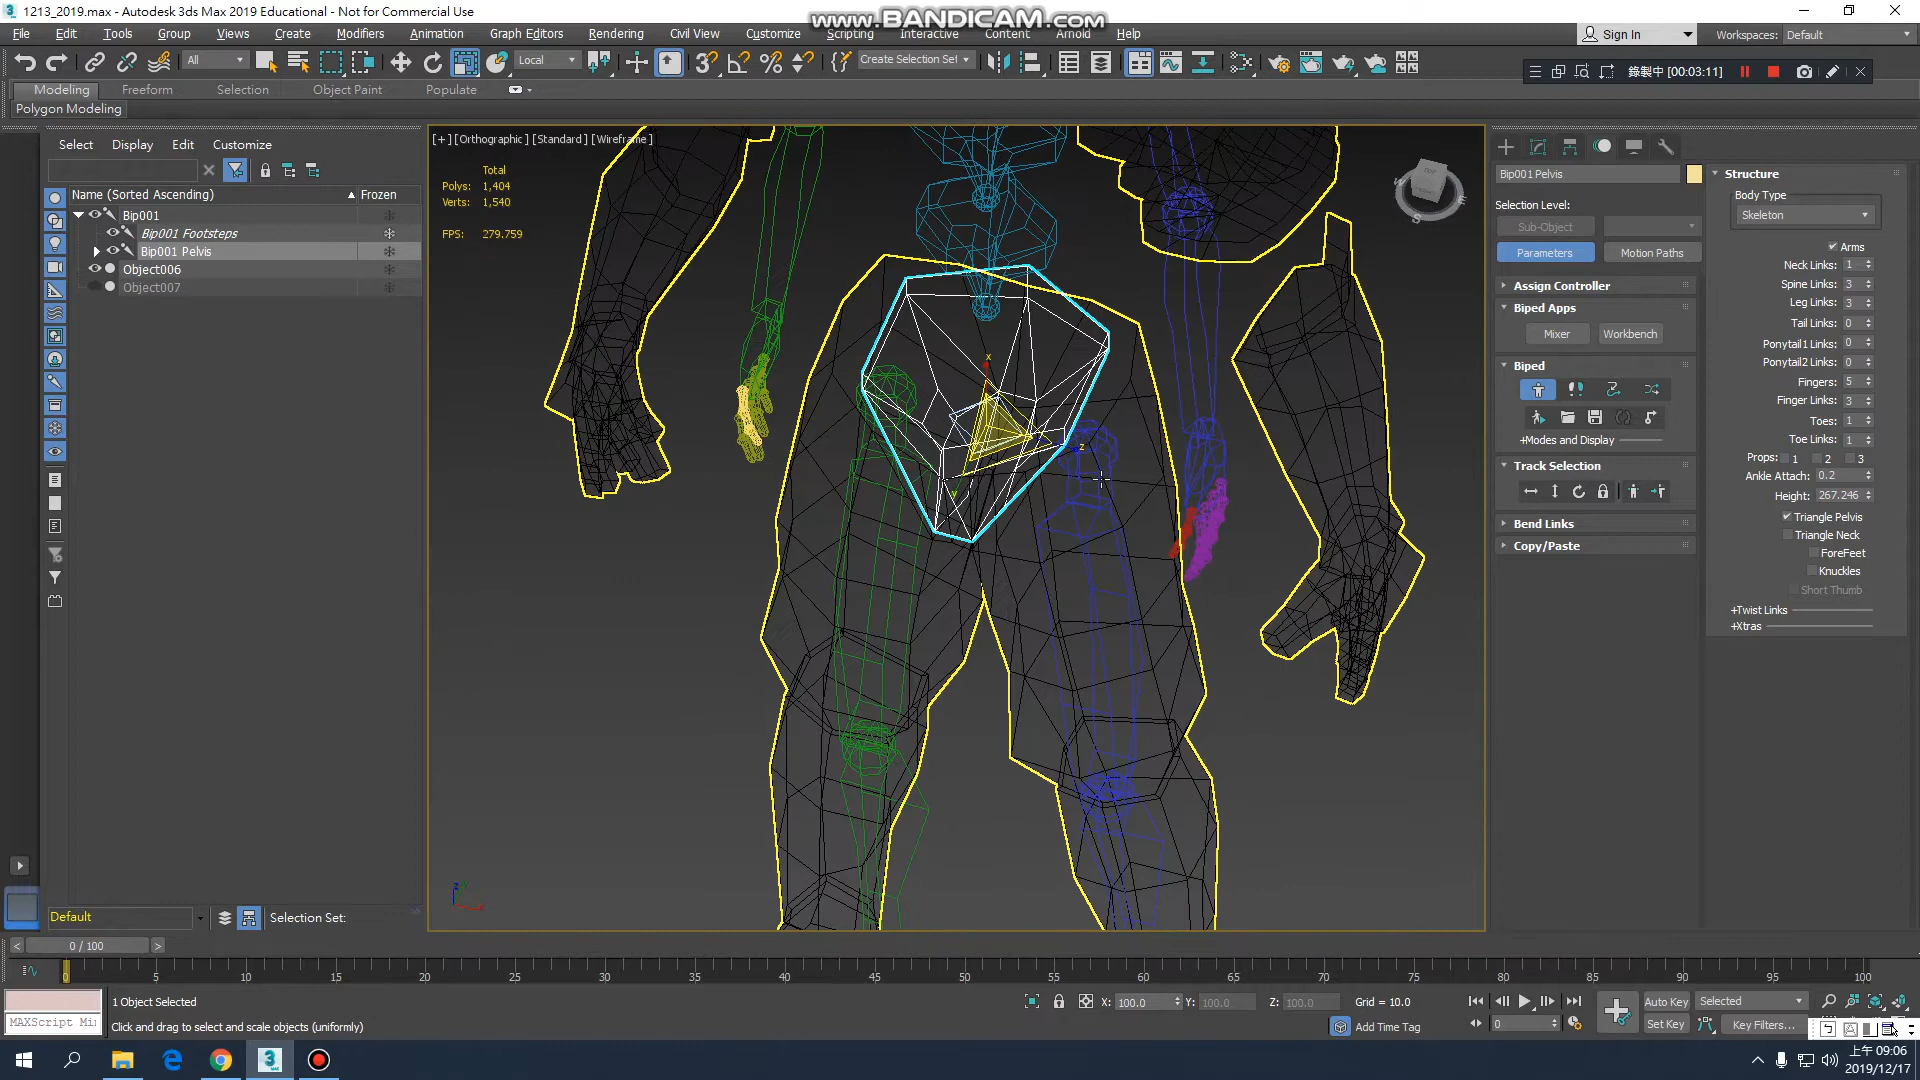 1213_2019.max - Autodesk 3ds Max 2019 Educational - Not for Commercial Use
www.BANDICAM.com
File Edit Tools Group Views Create Modifiers Animation Graph Editors Rendering Civil View Customize Scripting Interactive Content Arnold Help
Sign In Workspaces: Default
All Local Create Selection Set
錄製中 [00:03:11]
Modeling Freeform Selection Object Paint Populate
Polygon Modeling
Select Display Edit Customize
Name (Sorted Ascending) Frozen
Bip001
Bip001 Footsteps
Bip001 Pelvis
Object006
Object007
[+] [Orthographic] [Standard] [Wireframe]
Total
Polys: 1,404
Verts: 1,540
FPS: 279.759
Bip001 Pelvis
Selection Level:
Sub-Object
Parameters Motion Paths
Assign Controller
Biped Apps
Mixer Workbench
Biped
+Modes and Display
Track Selection
Bend Links
Copy/Paste
Structure
Body Type
Skeleton
Arms
Neck Links: 1
Spine Links: 3
Leg Links: 3
Tail Links: 0
Ponytail1 Links: 0
Ponytail2 Links: 0
Fingers: 5
Finger Links: 3
Toes: 1
Toe Links: 1
Props: 1 2 3
Ankle Attach: 0.2
Height: 267.246
Triangle Pelvis
Triangle Neck
ForeFeet
Knuckles
Short Thumb
+Twist Links
+Xtras
x
z
y
Default Selection Set:
0 / 100
0 5 10 15 20 25 30 35 40 45 50 55 60 65 70 75 80 85 90 95 100
1 Object Selected
X: 100.0 Y: 100.0 Z: 100.0 Grid = 10.0
Auto Key Selected
MAXScript Mi
Click and drag to select and scale objects (uniformly)
Add Time Tag
0
Set Key Key Filters...
上午 09:06
2019/12/17